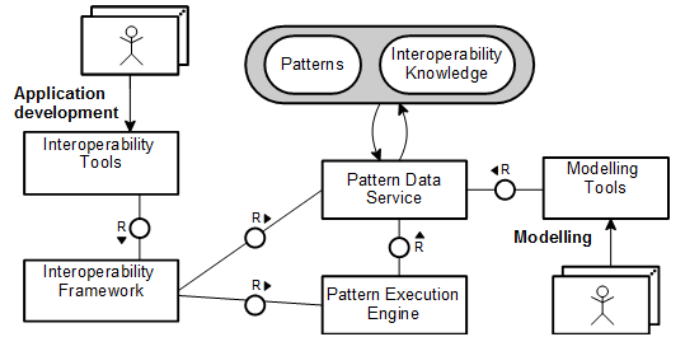 Patterns
Interoperability
Knowledge
Application
development
Interoperability
Tools
Pattern Data
Service
R◀
Modelling
Tools
R
▼
R▶
R
▲
Modelling
Interoperability
Framework
R▶
Pattern Execution
Engine